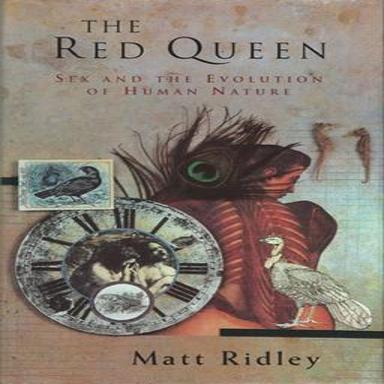 THE
RED QUEEN
SEX AND THE EVOLUTION
OF HUMAN NATURE
Matt Ridley